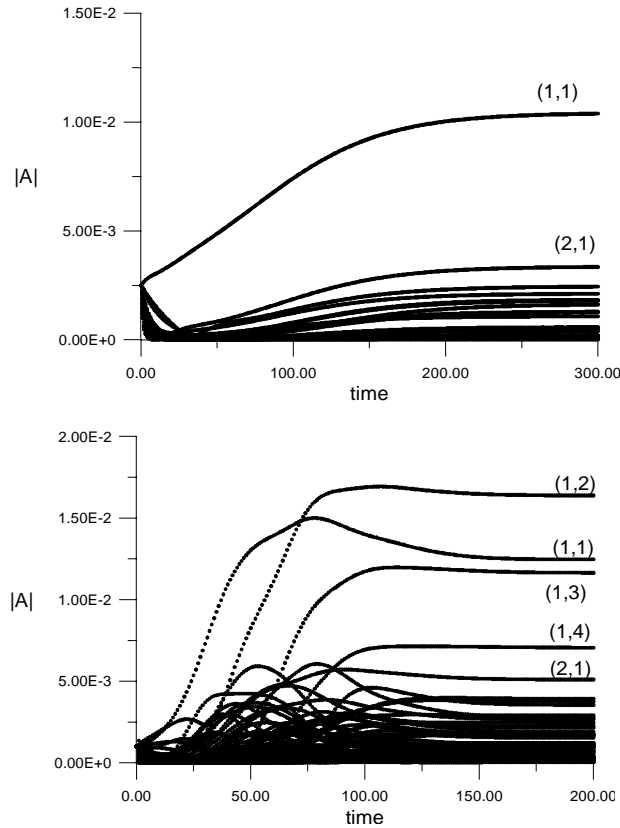 1.50E-2
(1,1)
1.00E-2
|A|
5.00E-3
(2,1)
0.00E+0
0.00 100.00 200.00 300.00
time
2.00E-2
(1,2)
1.50E-2
(1,1)
|A|
1.00E-2
(1,3)
(1,4)
5.00E-3
(2,1)
0.00E+0
0.00 50.00 100.00 150.00 200.00
time